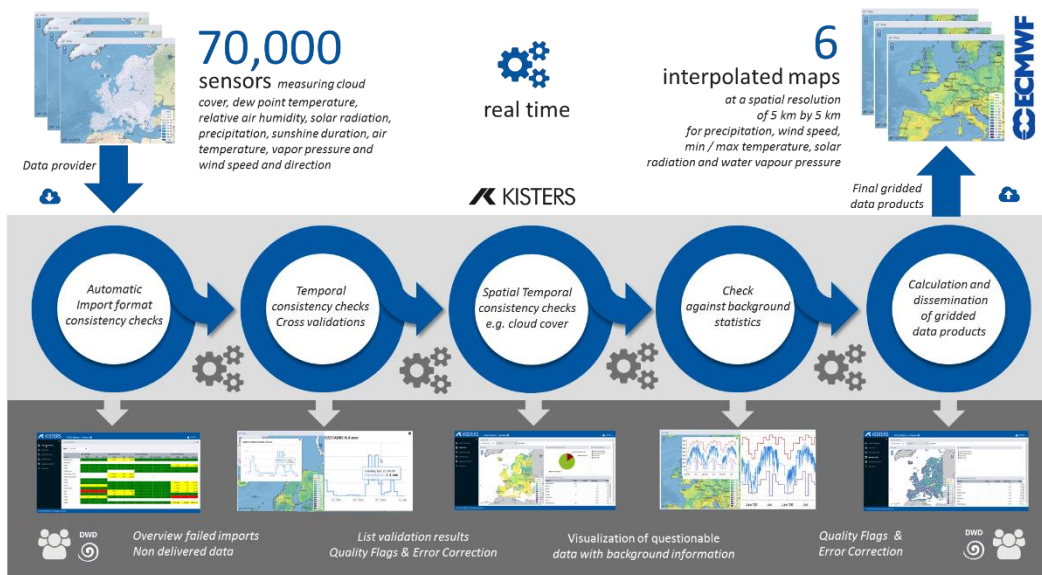 70,000
sensors measuring cloud
cover, dew point temperature,
relative air humidity, solar radiation,
precipitation, sunshine duration, air
temperature, vapor pressure and
wind speed and direction
Data provider
real time
6
interpolated maps
at a spatial resolution
of 5 km by 5 km
for precipitation, wind speed,
min / max temperature, solar
radiation and water vapour pressure
ECMWF
Final gridded
data products
KISTERS
Automatic
Import format
consistency checks
Temporal
consistency checks
Cross validations
Spatial Temporal
consistency checks
e.g. cloud cover
Check
against background
statistics
Calculation and
dissemination
of gridded
data products
KISTERS
KISTERS
KISTERS
DWD
Overview failed imports
Non delivered data
List validation results
Quality Flags & Error Correction
Visualization of questionable
data with background information
Quality Flags &
Error Correction
DWD